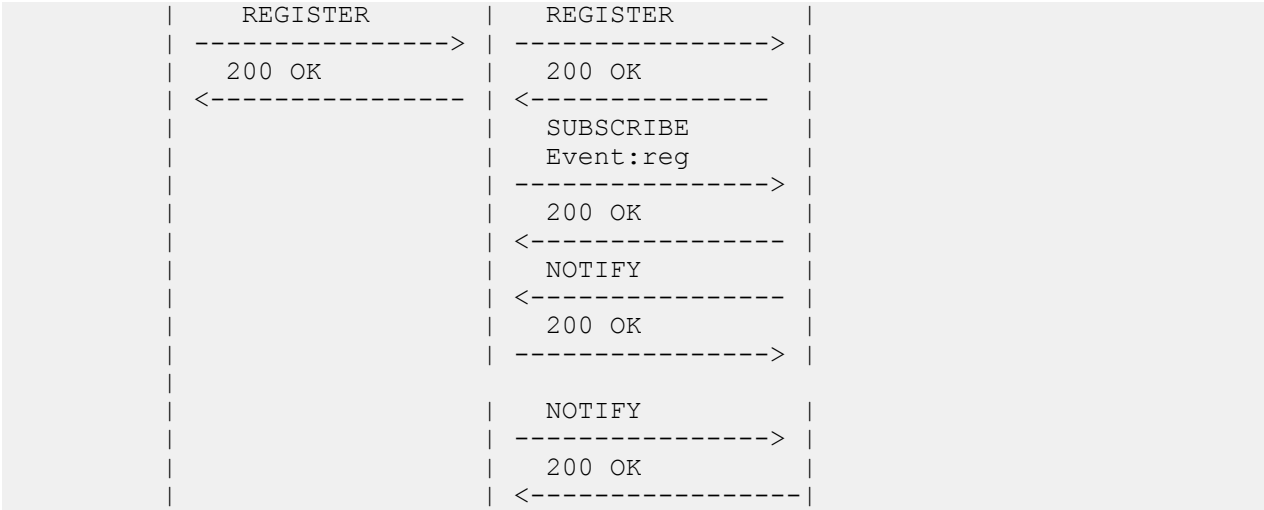 |    REGISTER       |   REGISTER        |
| ----------------> | ----------------> |
|   200 OK          |   200 OK          |
| <---------------- | <---------------  |
|                   |   SUBSCRIBE       |
|                   |   Event:reg       |
|                   | ----------------> |
|                   |   200 OK          |
|                   | <---------------- |
|                   |   NOTIFY          |
|                   | <---------------- |
|                   |   200 OK          |
|                   | ----------------> |
|
|                   |   NOTIFY          |
|                   | ----------------> |
|                   |   200 OK          |
|                   | <-----------------|